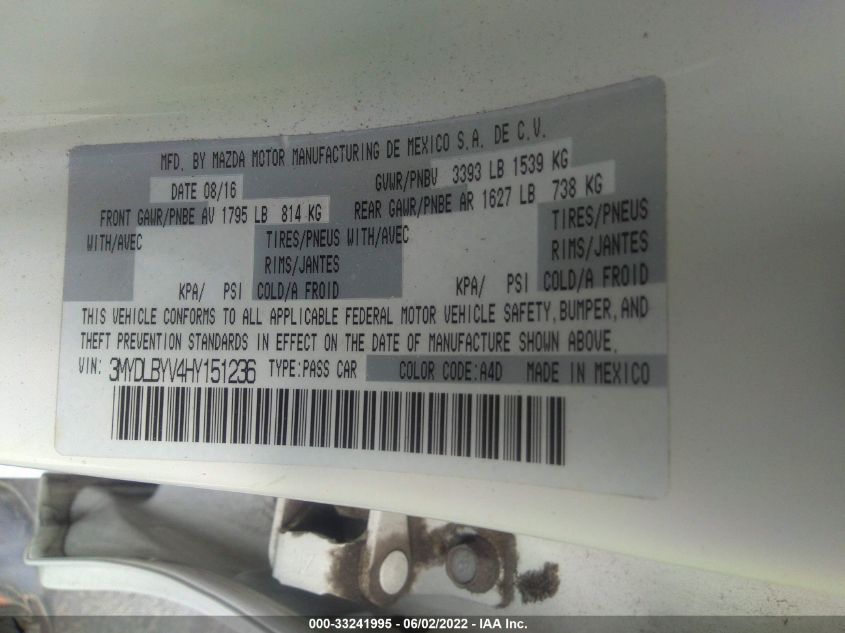 MFD. BY MAZDA MOTOR MANUFACTURING DE MEXICO S.A. DE C.V.
DATE 08/16 GVWR/PNBV 3393 LB 1539 KG
FRONT GAWR/PNBE AV 1795 LB 814 KG REAR GAWR/PNBE AR 1627 LB 738 KG
WITH/AVEC TIRES/PNEUS WITH/AVEC TIRES/PNEUS
RIMS/JANTES RIMS/JANTES
KPA/ PSI COLD/A FROID KPA/ PSI COLD/A FROID
THIS VEHICLE CONFORMS TO ALL APPLICABLE FEDERAL MOTOR VEHICLE SAFETY, BUMPER, AND
THEFT PREVENTION STANDARDS IN EFFECT ON THE DATE OF MANUFACTURE SHOWN ABOVE.
VIN: 3MYDLBYV4HY151236 TYPE:PASS CAR COLOR CODE:A4D MADE IN MEXICO
000-33241995 - 06/02/2022 - IAA Inc.